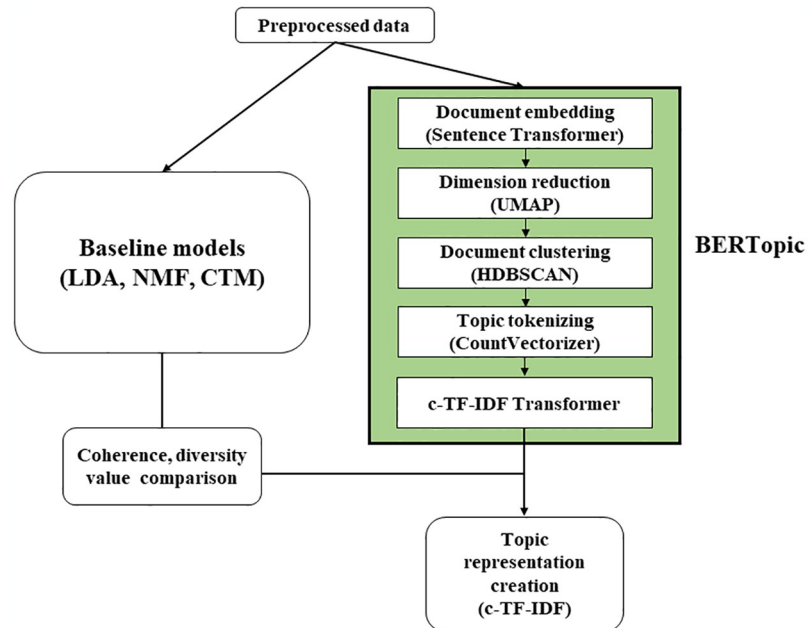 Preprocessed data
Document embedding
(Sentence Transformer)
Dimension reduction
(UMAP)
Document clustering
(HDBSCAN)
Topic tokenizing
(CountVectorizer)
c-TF-IDF Transformer
BERTopic
Baseline models
(LDA, NMF, CTM)
Coherence, diversity
value comparison
Topic
representation
creation
(c-TF-IDF)